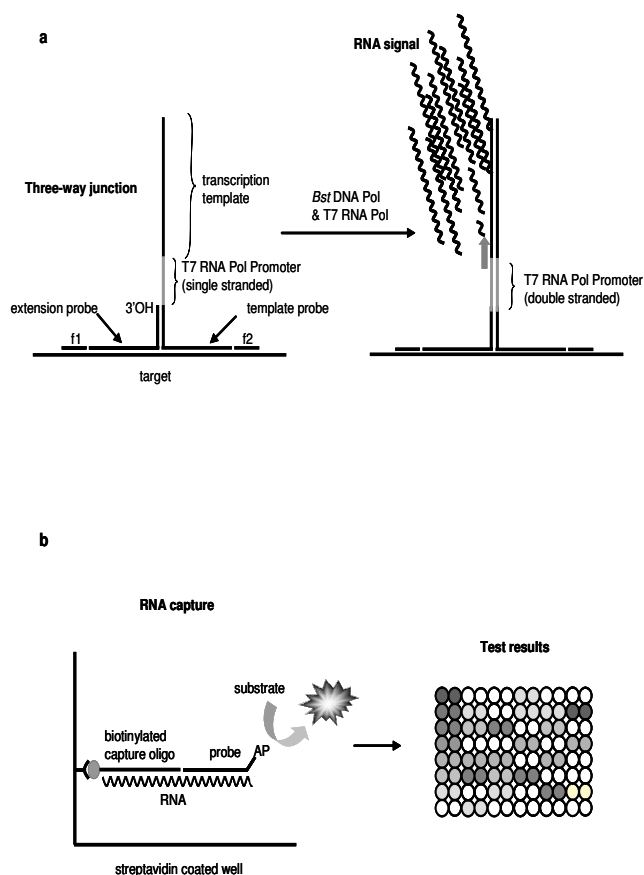 a
RNA signal
Three-way junction
transcription
template
Bst DNA Pol
& T7 RNA Pol
T7 RNA Pol Promoter
(single stranded)
T7 RNA Pol Promoter
(double stranded)
extension probe
3'OH
template probe
f1
f2
target
b
RNA capture
Test results
substrate
biotinylated
capture oligo
probe
AP
RNA
streptavidin coated well